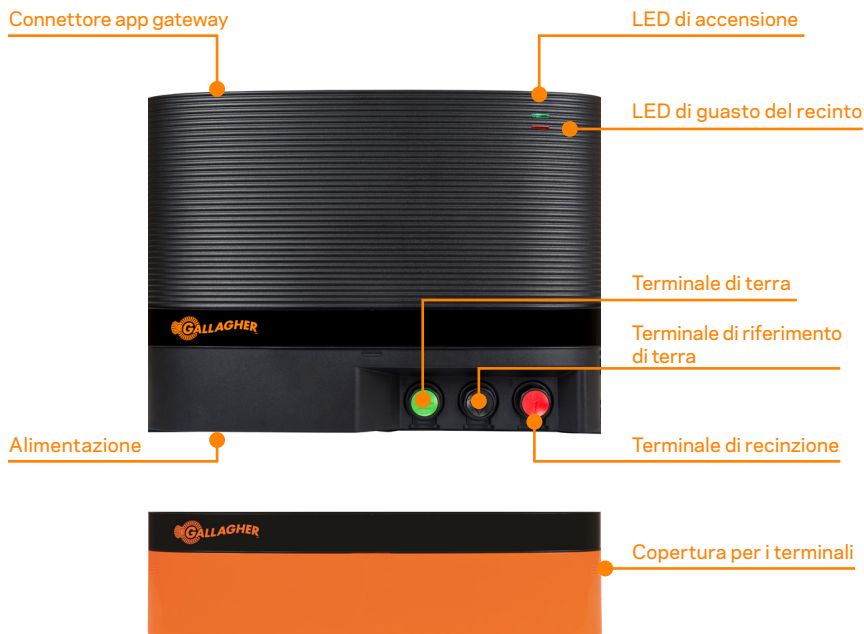 Connettore app gateway
LED di accensione
LED di guasto del recinto
Terminale di terra
GALLAGHER
Terminale di riferimento
di terra
Alimentazione
Terminale di recinzione
GALLAGHER
Copertura per i terminali